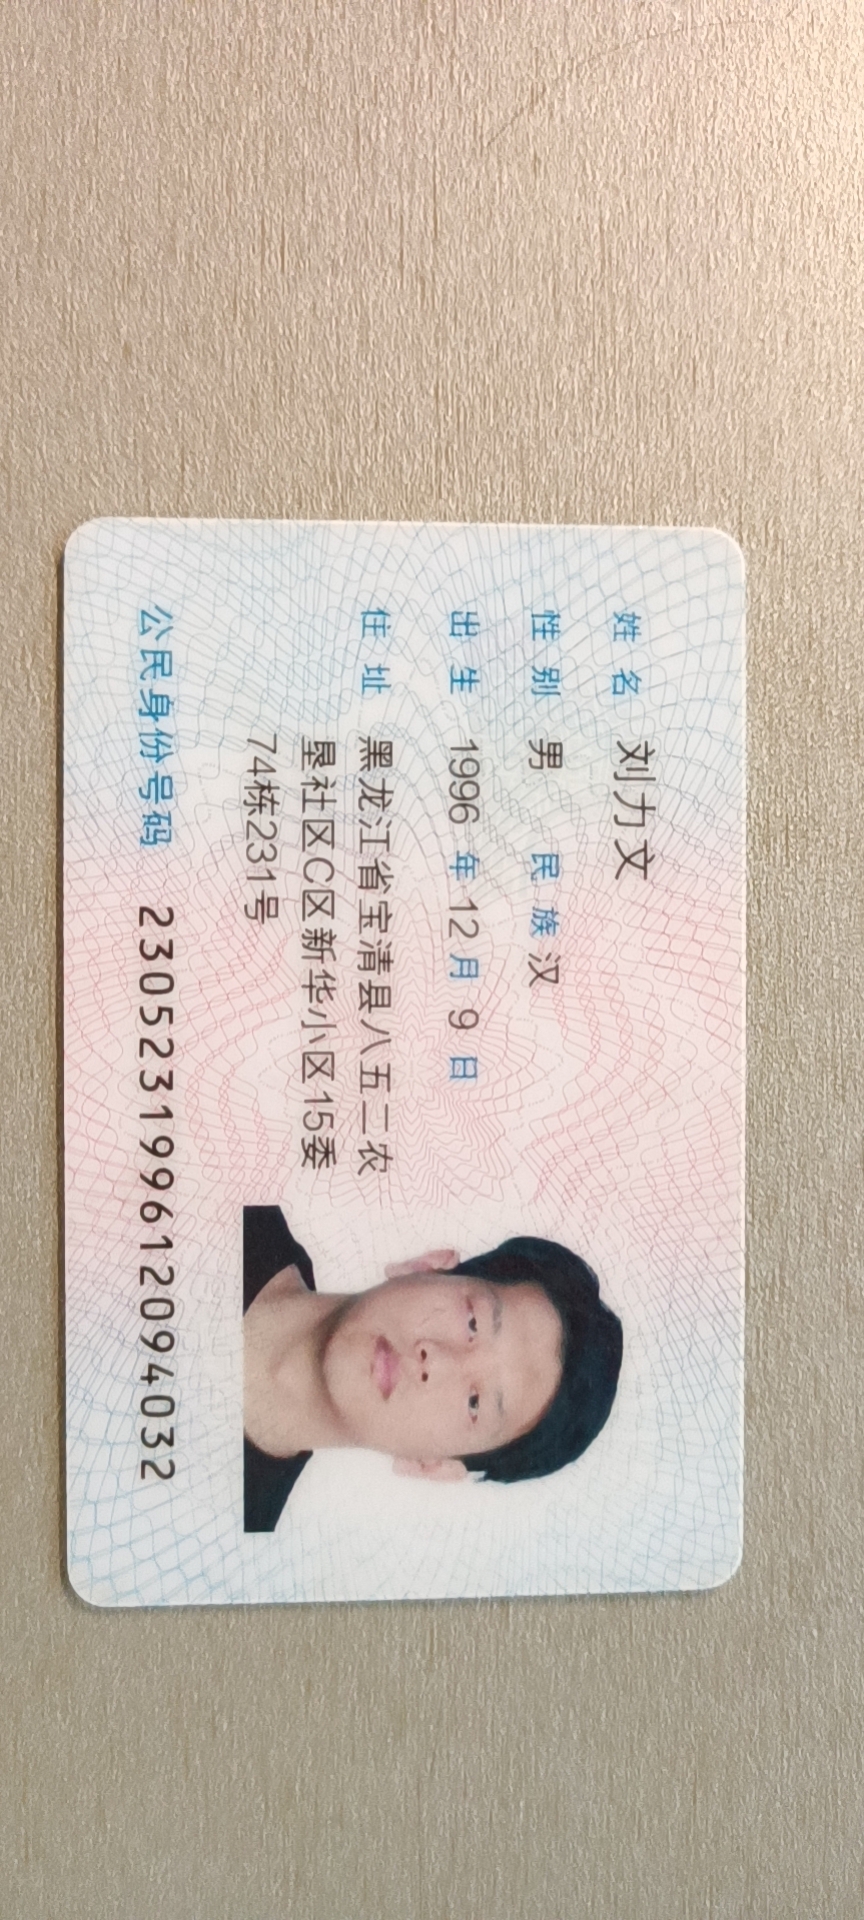 姓名 刘力文
性别 男 民族 汉
出生 1996 年 12 月 9 日
住址 黑龙江省宝清县八五二农
垦社区C区新华小区15委
74栋231号
公民身份号码 230523199612094032